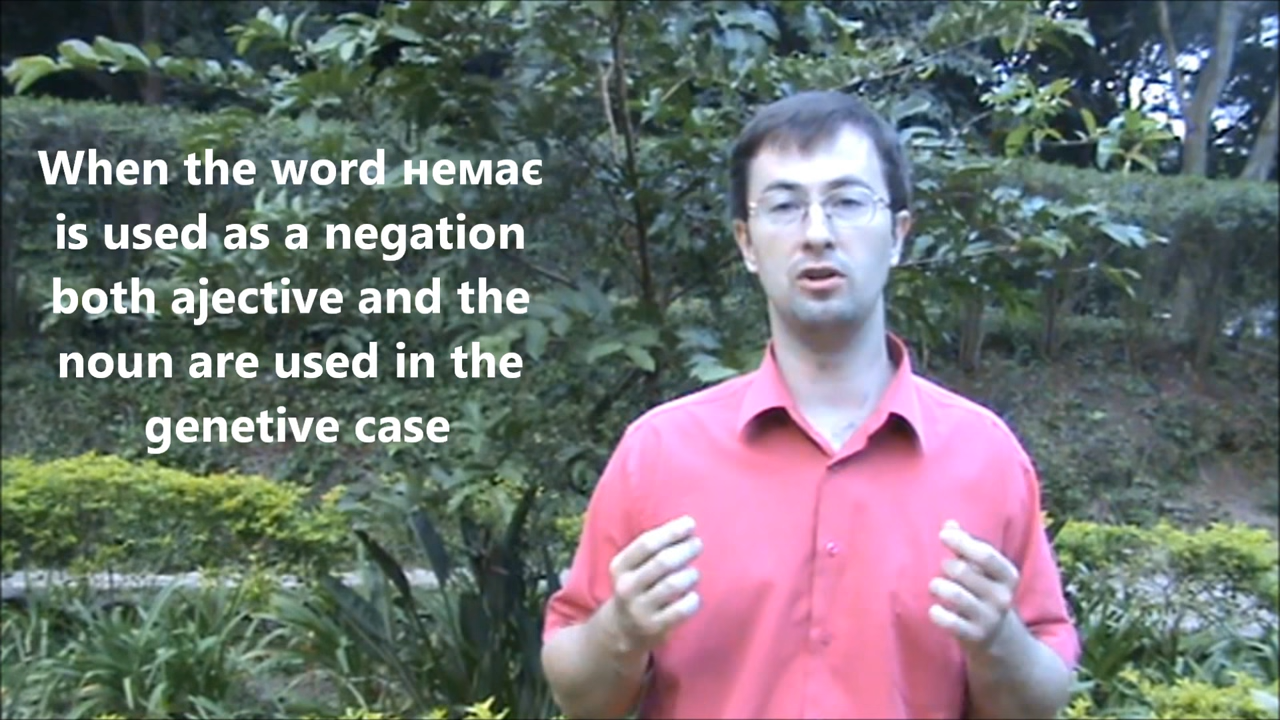 When the word немає
is used as a negation
both ajective and the
noun are used in the
genetive case